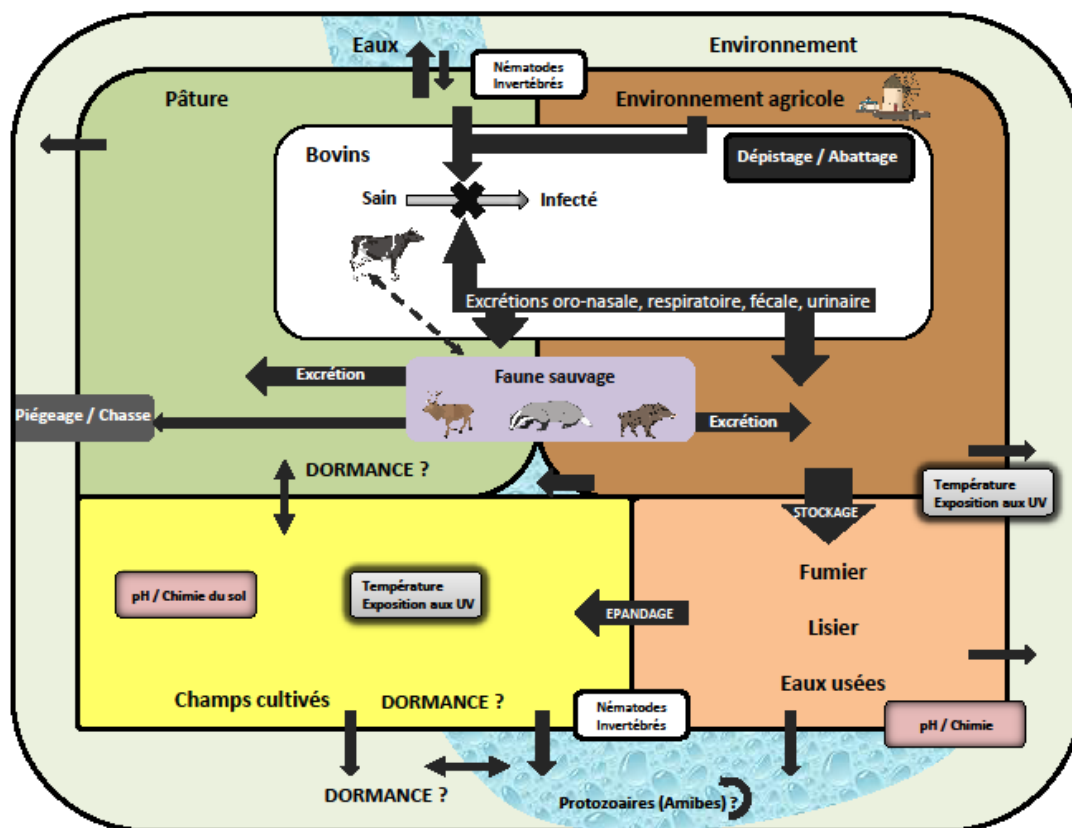 Eaux
Environnement
Nématodes
Invertébrés
Pâture
Environnement agricole
Bovins
Dépistage / Abattage
Sain
Infecté
Excrétions oro-nasale, respiratoire, fécale, urinaire
Excrétion
Faune sauvage
Piégeage / Chasse
Excrétion
DORMANCE ?
Température
Exposition aux UV
STOCKAGE
Fumier
pH / Chimie du sol
Température
Exposition aux UV
EPANDAGE
Lisier
Eaux usées
Champs cultivés
DORMANCE ?
Nématodes
Invertébrés
pH / Chimie
DORMANCE ?
Protozoaires (Amibes) ?